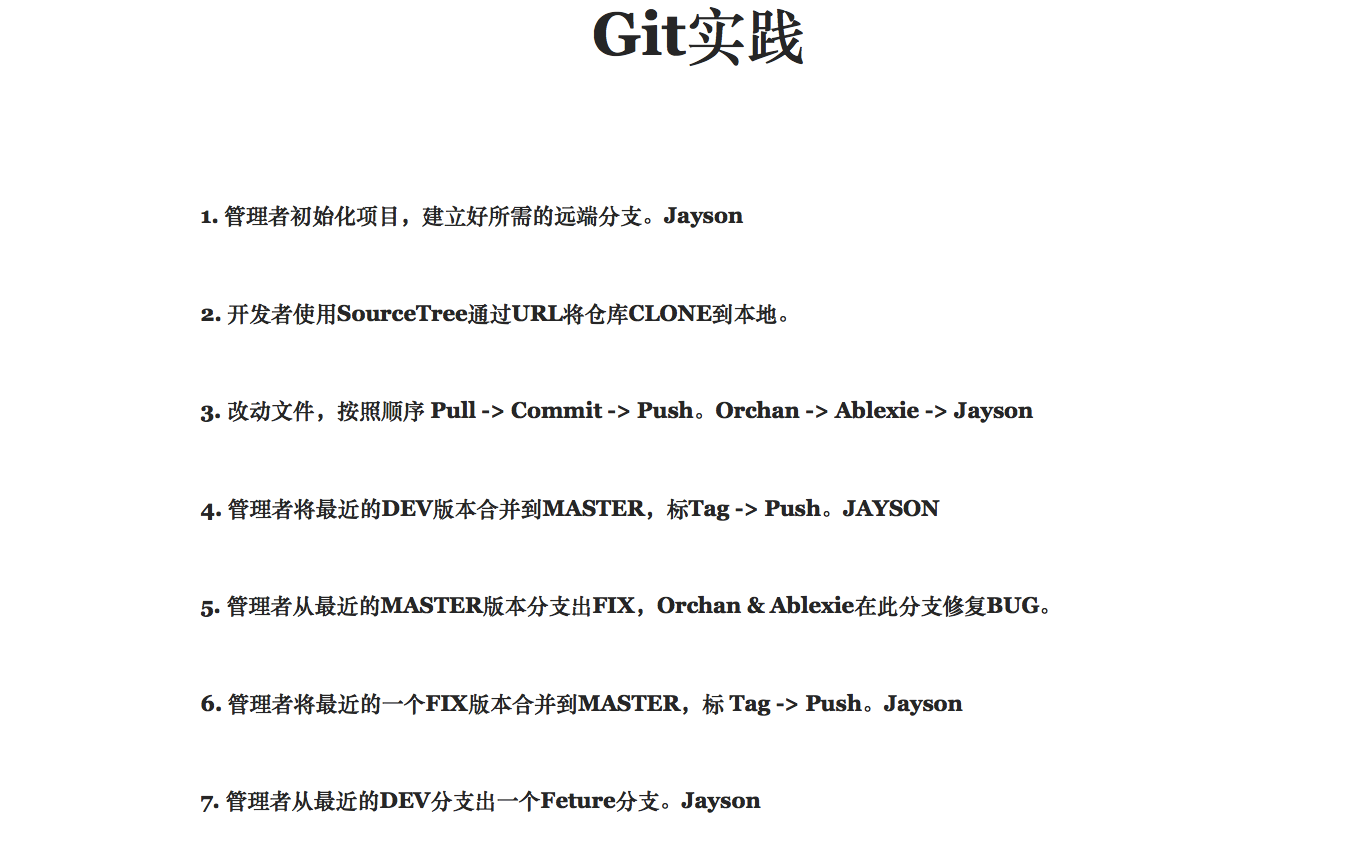 Git实践
1. 管理者初始化项目，建立好所需的远端分支。Jayson
2. 开发者使用SourceTree通过URL将仓库CLONE到本地。
3. 改动文件，按照顺序 Pull -> Commit -> Push。Orchan -> Ablexie -> Jayson
4. 管理者将最近的DEV版本合并到MASTER，标Tag -> Push。JAYSON
5. 管理者从最近的MASTER版本分支出FIX，Orchan & Ablexie在此分支修复BUG。
6. 管理者将最近的一个FIX版本合并到MASTER，标 Tag -> Push。Jayson
7. 管理者从最近的DEV分支出一个Feture分支。Jayson